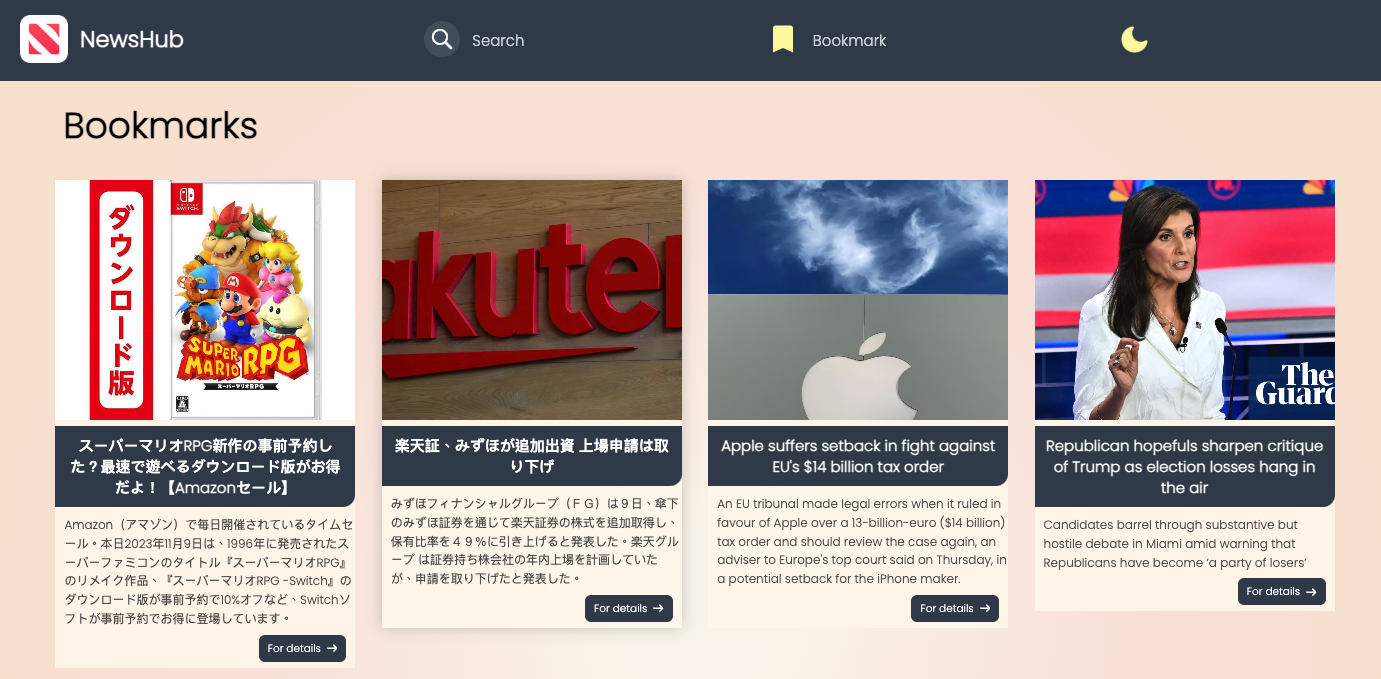 NewsHub
Search
Bookmark
Bookmarks
ダウンロード版
SUPER
MARIO RPG
スーパーマリオRPG
スーパーマリオRPG新作の事前予約し
た？最速で遊べるダウンロード版がお得
だよ！【Amazonセール】
Amazon（アマゾン）で毎日開催されているタイムセ
ール。本日2023年11月9日は、1996年に発売されたス
ーパーファミコンのタイトル『スーパーマリオRPG』
のリメイク作品、『スーパーマリオRPG -Switch』の
ダウンロード版が事前予約で10%オフなど、Switchソ
フトが事前予約でお得に登場しています。
For details
akuten
楽天証、みずほが追加出資 上場申請は取
り下げ
みずほフィナンシャルグループ（ＦＧ）は９日、傘下
のみずほ証券を通じて楽天証券の株式を追加取得し、
保有比率を４９％に引き上げると発表した。楽天グル
ープ は証券持ち株会社の年内上場を計画していた
が、申請を取り下げたと発表した。
For details
Apple suffers setback in fight against
EU's $14 billion tax order
An EU tribunal made legal errors when it ruled in
favour of Apple over a 13-billion-euro ($14 billion)
tax order and should review the case again, an
adviser to Europe's top court said on Thursday, in
a potential setback for the iPhone maker.
For details
The
Guard
Republican hopefuls sharpen critique
of Trump as election losses hang in
the air
Candidates barrel through substantive but
hostile debate in Miami amid warning that
Republicans have become ‘a party of losers’
For details